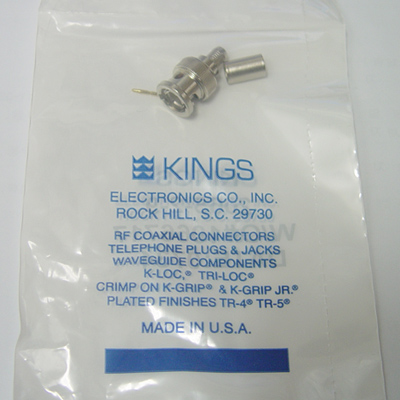 KINGS
ELECTRONICS CO., INC.
ROCK HILL, S.C. 29730
RF COAXIAL CONNECTORS
TELEPHONE PLUGS & JACKS
WAVEGUIDE COMPONENTS
K-LOC,® TRI-LOC®
CRIMP ON K-GRIP® & K-GRIP JR.®
PLATED FINISHES TR-4® TR-5®
MADE IN U.S.A.